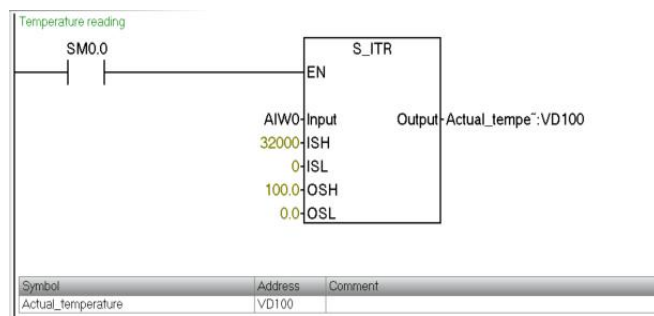 Temperature reading
SM0.0
S_ITR
EN
AIW0 Input Output Actual_tempe~:VD100
32000 ISH
0 ISL
100.0 OSH
0.0 OSL
Symbol Address Comment
Actual_temperature VD100